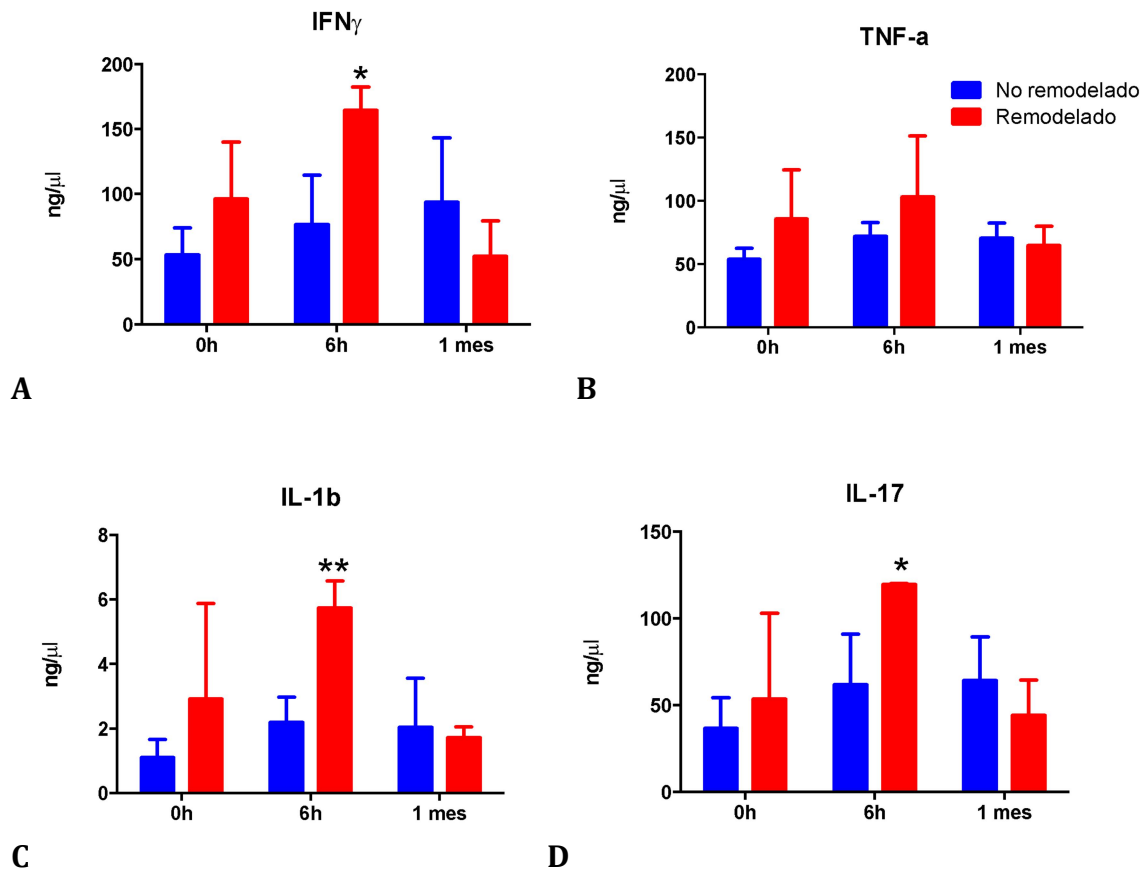 IFNγ
200
150
100
50
0
ng/μl
*
0h 6h 1 mes
A
TNF-a
200
150
100
50
0
ng/μl
No remodelado
Remodelado
0h 6h 1 mes
B
IL-1b
8
6
4
2
0
ng/μl
**
0h 6h 1 mes
C
IL-17
150
100
50
0
ng/μl
*
0h 6h 1 mes
D